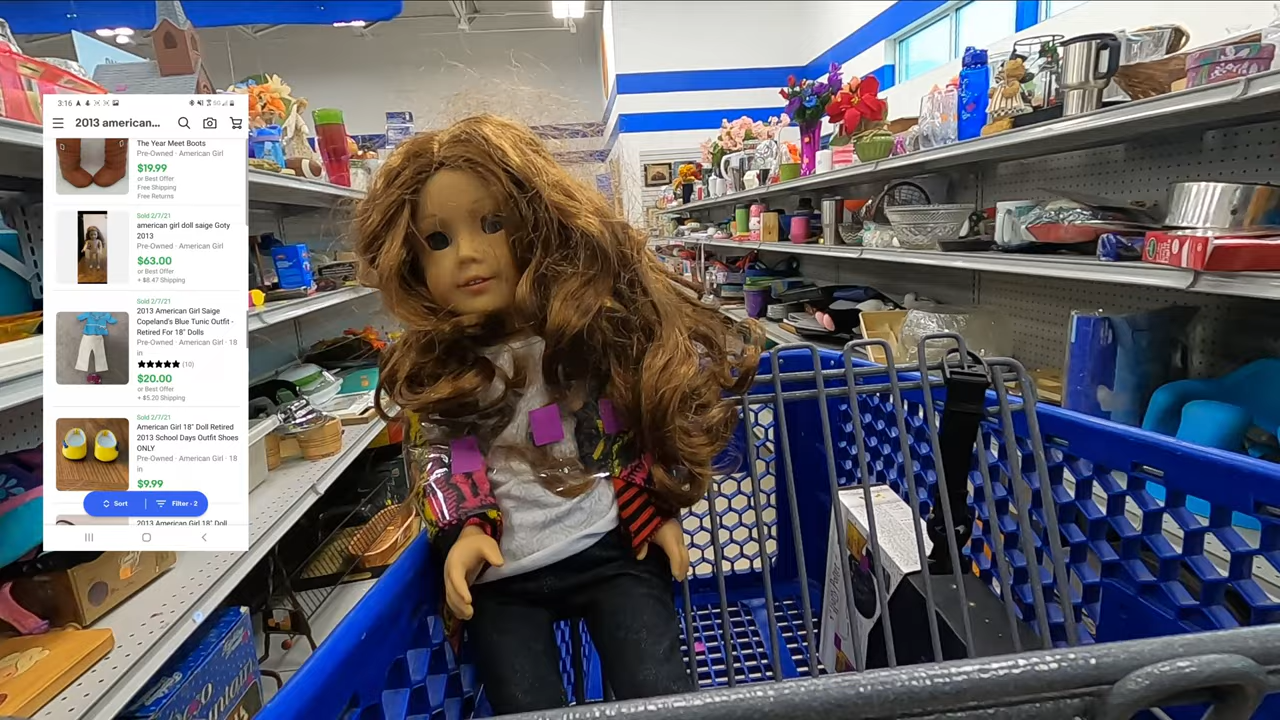 3:16
5G
2013 american...
The Year Meet Boots
Pre-Owned · American Girl
$19.99
or Best Offer
Free Shipping
Free Returns
Sold 2/7/21
american girl doll saige Goty
2013
Pre-Owned · American Girl
$63.00
or Best Offer
+ $8.47 Shipping
Sold 2/7/21
2013 American Girl Saige
Copeland's Blue Tunic Outfit -
Retired For 18" Dolls
Pre-Owned · American Girl · 18
in
(10)
$20.00
or Best Offer
+ $5.20 Shipping
Sold 2/7/21
American Girl 18" Doll Retired
2013 School Days Outfit Shoes
ONLY
Pre-Owned · American Girl · 18
in
$9.99
Sort
Filter · 2
2013 American Girl 18" Doll